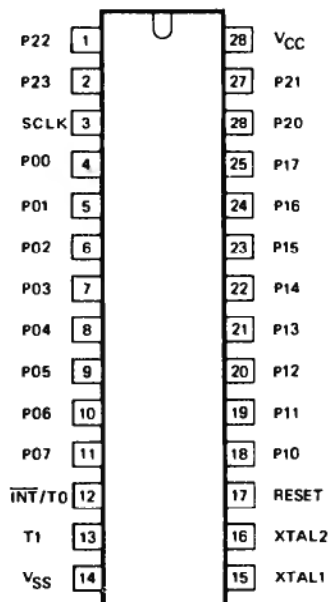 P22 1 28 VCC
P23 2 27 P21
SCLK 3 28 P20
P00 4 25 P17
P01 5 24 P16
P02 6 23 P15
P03 7 22 P14
P04 8 21 P13
P05 9 20 P12
P06 10 19 P11
P07 11 18 P10
INT/T0 12 17 RESET
T1 13 16 XTAL2
VSS 14 15 XTAL1